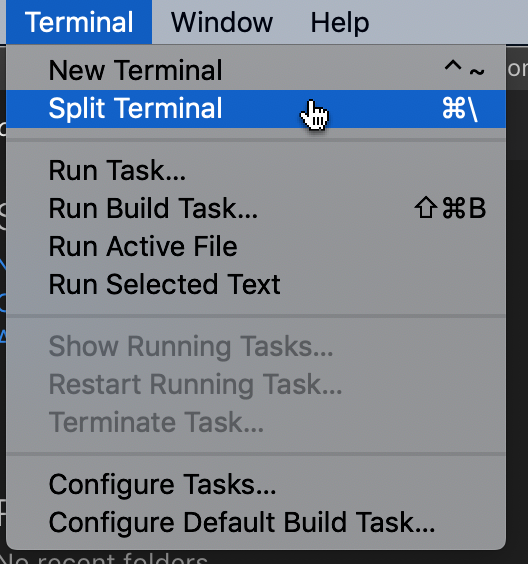 Terminal Window Help
New Terminal ^~
Split Terminal ⌘\
Run Task...
Run Build Task... ⇧⌘B
Run Active File
Run Selected Text
Show Running Tasks...
Restart Running Task...
Terminate Task...
Configure Tasks...
Configure Default Build Task...
No recent folders